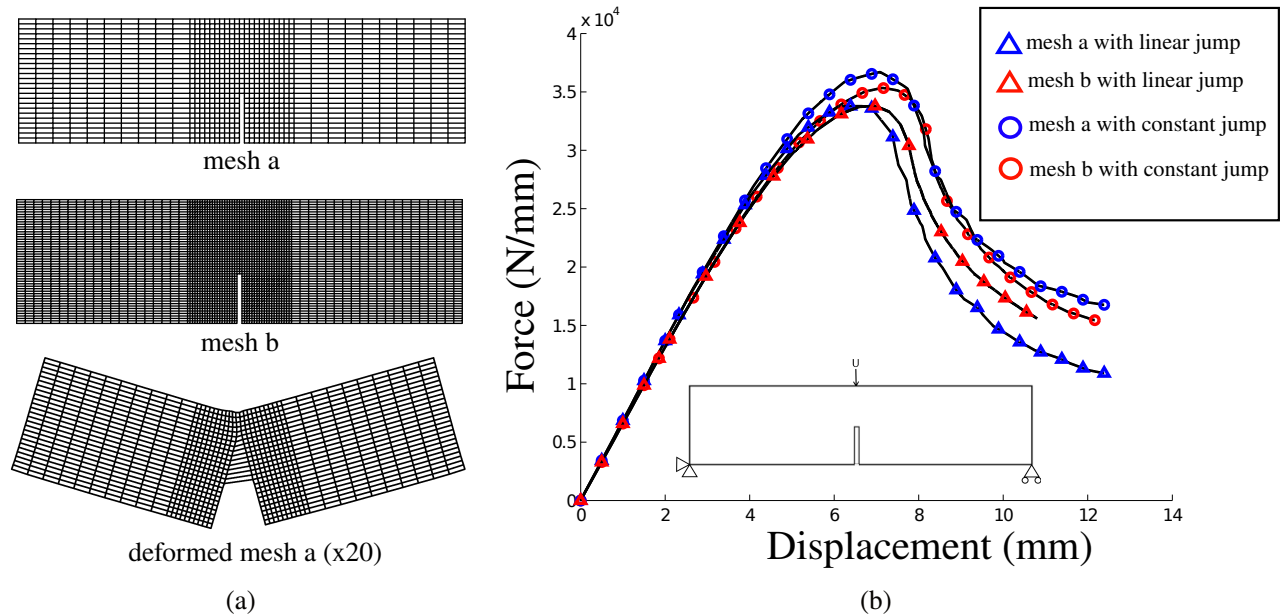 mesh a
mesh b
deformed mesh a (x20)
(a)
x 10⁴
4
3.5
3
2.5
2
1.5
1
0.5
0
0 2 4 6 8 10 12 14
Force (N/mm)
Displacement (mm)
U
mesh a with linear jump
mesh b with linear jump
mesh a with constant jump
mesh b with constant jump
(b)